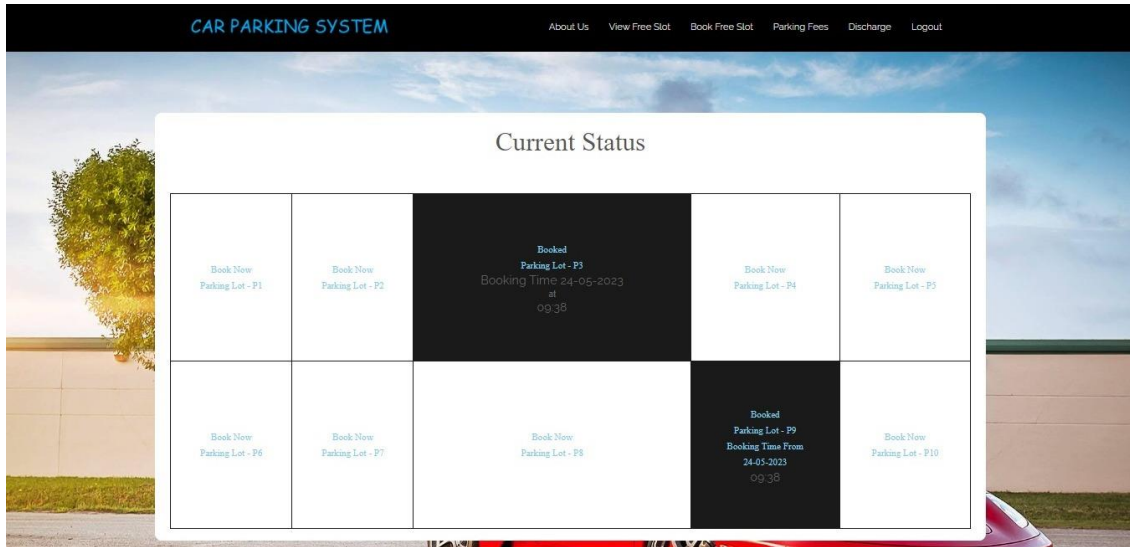 CAR PARKING SYSTEM
About Us View Free Slot Book Free Slot Parking Fees Discharge Logout
Current Status
Book Now
Parking Lot - P1
Book Now
Parking Lot - P2
Booked
Parking Lot - P3
Booking Time 24-05-2023
at
09:38
Book Now
Parking Lot - P4
Book Now
Parking Lot - P5
Book Now
Parking Lot - P6
Book Now
Parking Lot - P7
Book Now
Parking Lot - P8
Booked
Parking Lot - P9
Booking Time From
24-05-2023
09:38
Book Now
Parking Lot - P10